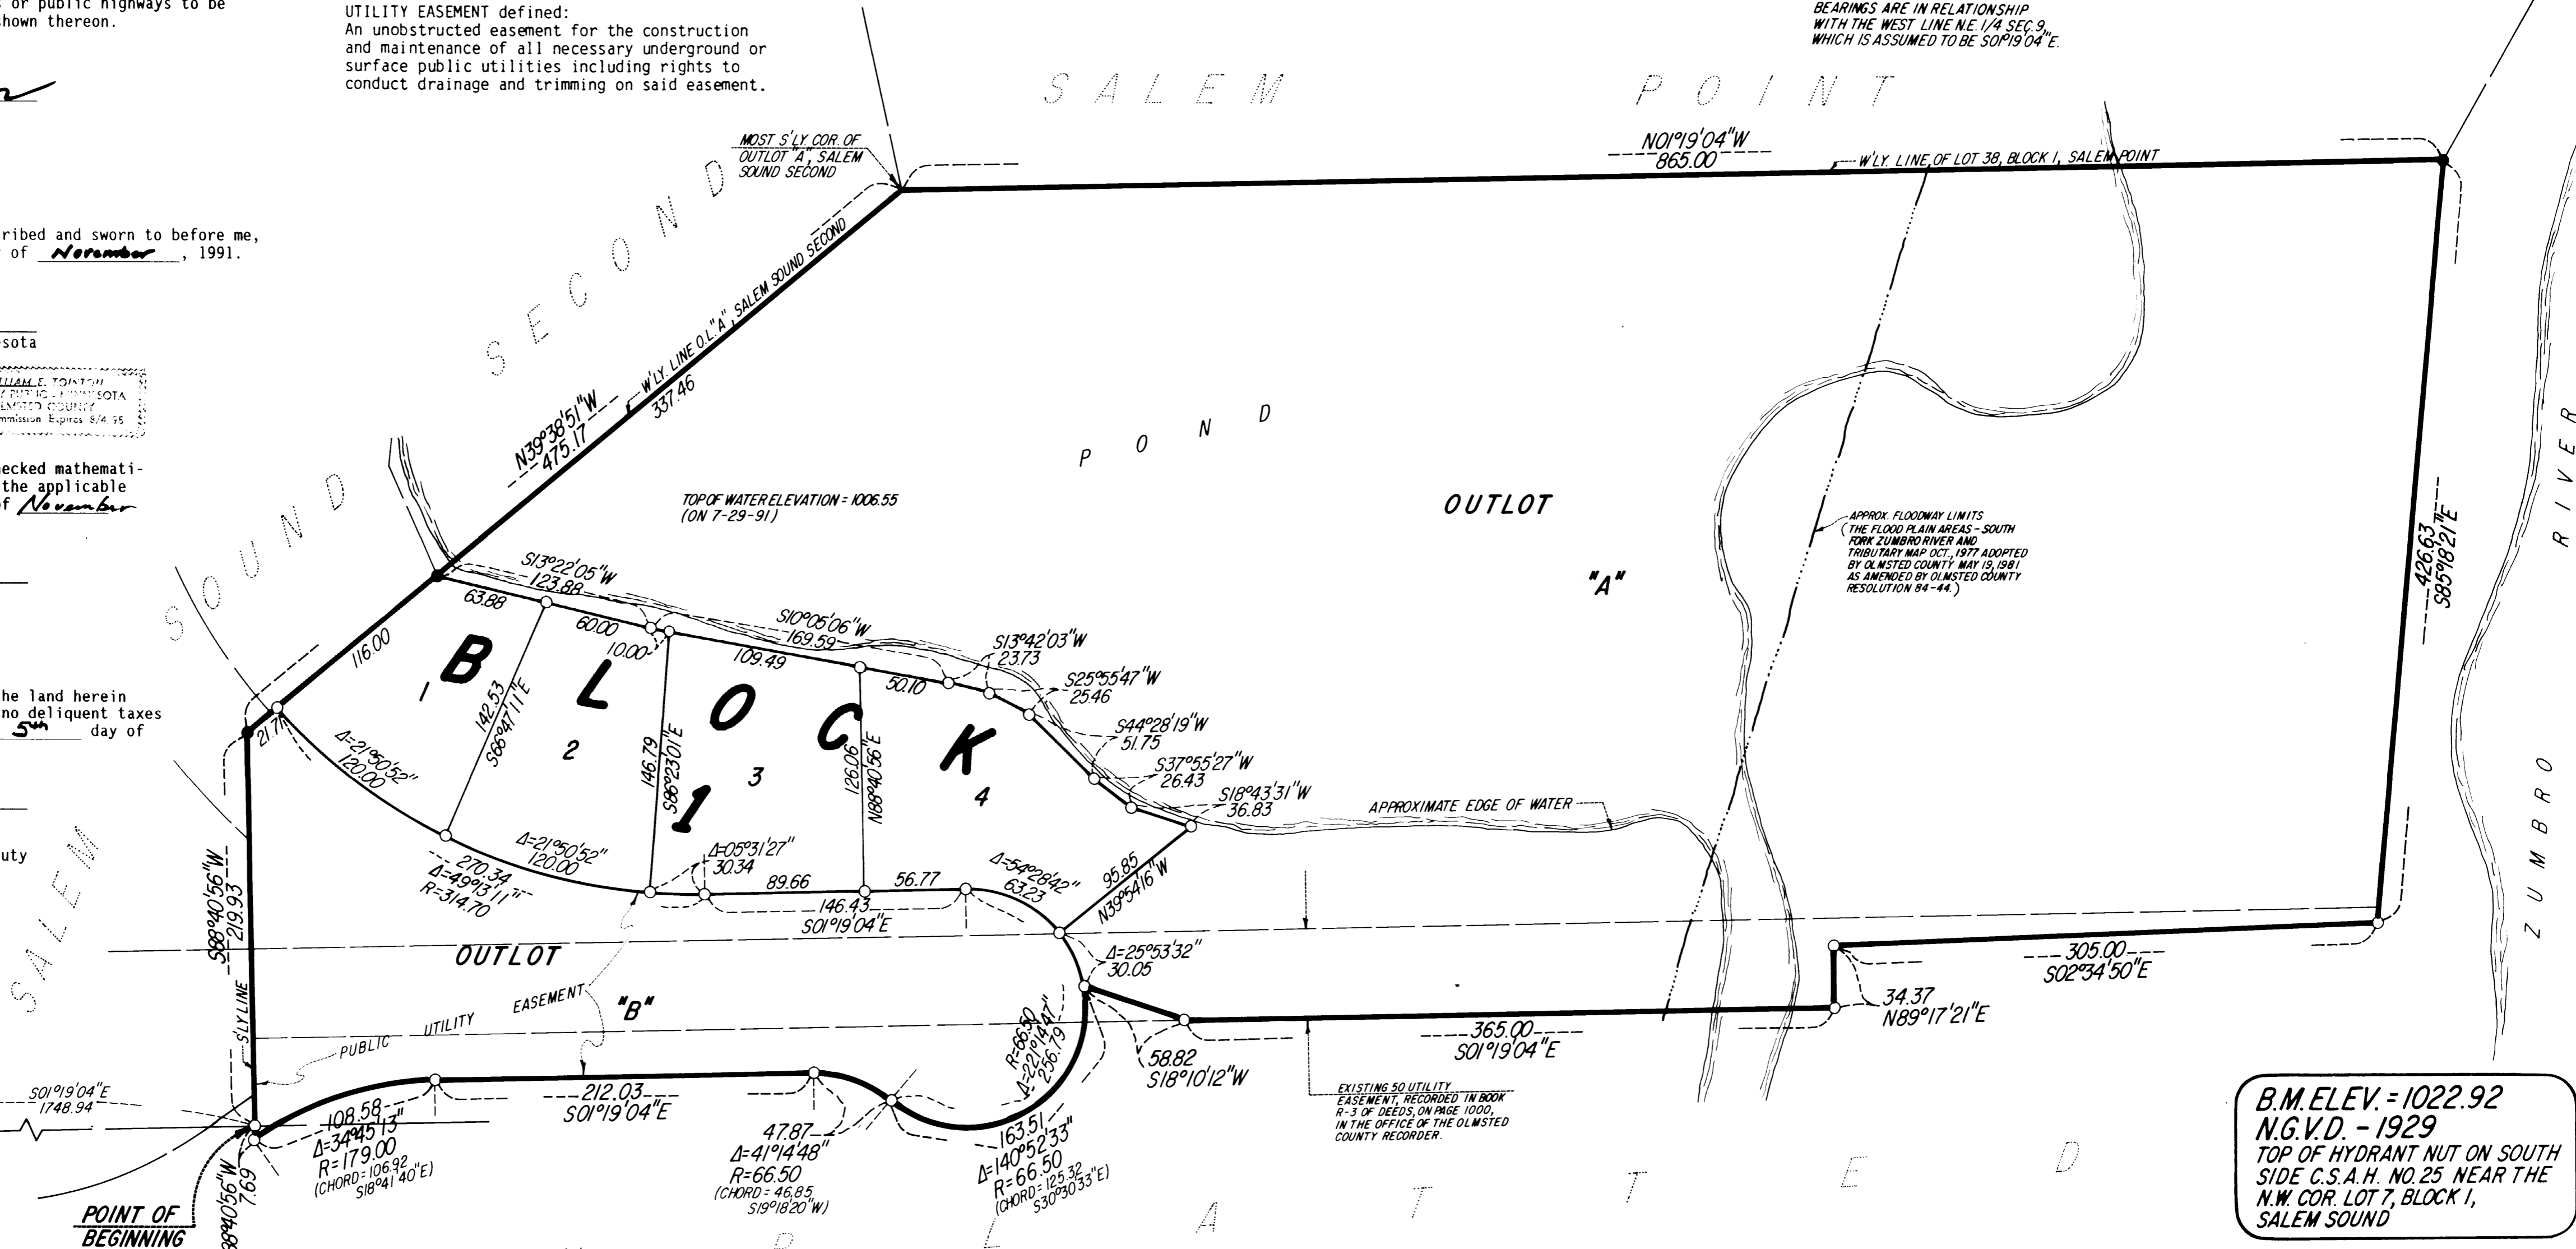 s or public highways to be
shown thereon.
UTILITY EASEMENT defined:
An unobstructed easement for the construction
and maintenance of all necessary underground or
surface public utilities including rights to
conduct drainage and trimming on said easement.
BEARINGS ARE IN RELATIONSHIP
WITH THE WEST LINE N.E. 1/4 SEC. 9,
WHICH IS ASSUMED TO BE S01°19'04"E.
SALEM POINT
MOST S'LY. COR. OF
OUTLOT "A", SALEM
SOUND SECOND
N01°19'04"W
865.00
W'LY. LINE OF LOT 38, BLOCK 1, SALEM POINT
ribed and sworn to before me,
of November, 1991.
esota
LIAM E. TOINTON
Y PUBLIC - MINNESOTA
LMSTED COUNTY
mmission Expires 8/4/95
ecked mathemati-
the applicable
f November
he land herein
no deliquent taxes
5th day of
uty
SALEM SOUND SECOND
W'LY. LINE O.L. "A", SALEM SOUND SECOND
337.46
N39°38'51"W
475.17
POND
TOP OF WATER ELEVATION = 1006.55
(ON 7-29-91)
OUTLOT
"A"
APPROX. FLOODWAY LIMITS
(THE FLOOD PLAIN AREAS - SOUTH
FORK ZUMBRO RIVER AND
TRIBUTARY MAP OCT., 1977 ADOPTED
BY OLMSTED COUNTY MAY 19, 1981
AS AMENDED BY OLMSTED COUNTY
RESOLUTION 84-44.)
426.63
S85°18'21"E
ZUMBRO RIVER
S13°22'05"W
123.88
63.88
60.00
10.00
S10°05'06"W
169.59
109.49
50.10
S13°42'03"W
23.73
S25°55'47"W
25.46
S44°28'19"W
51.75
S37°55'27"W
26.43
S18°43'31"W
36.83
116.00
21.71
BLOCK
1
1
2
3
4
142.53
S66°47'11"E
146.79
S86°23'01"E
126.06
N88°40'56"E
95.85
N39°54'16"W
Δ=21°50'52"
120.00
Δ=21°50'52"
120.00
Δ=05°31'27"
30.34
270.34
Δ=49°13'11"
R=314.70
89.66
56.77
146.43
S01°19'04"E
Δ=54°28'42"
63.23
Δ=25°53'32"
30.05
APPROXIMATE EDGE OF WATER
S88°40'56"W
219.93
S'LY LINE
OUTLOT
"B"
PUBLIC UTILITY EASEMENT
R=66.50
Δ=221°14'47"
256.79
58.82
S18°10'12"W
365.00
S01°19'04"E
34.37
N89°17'21"E
305.00
S02°34'50"E
EXISTING 50 UTILITY
EASEMENT, RECORDED IN BOOK
R-3 OF DEEDS, ON PAGE 1000,
IN THE OFFICE OF THE OLMSTED
COUNTY RECORDER.
S01°19'04"E
1748.94
108.58
Δ=34°45'13"
R=179.00
(CHORD=106.92
S18°41'40"E)
212.03
S01°19'04"E
47.87
Δ=41°14'48"
R=66.50
(CHORD=46.85
S19°18'20"W)
163.51
Δ=140°52'33"
R=66.50
(CHORD=125.32
S30°30'33"E)
88°40'56"W
7.69
POINT OF
BEGINNING
PLATTED
B.M. ELEV. = 1022.92
N.G.V.D. - 1929
TOP OF HYDRANT NUT ON SOUTH
SIDE C.S.A.H. NO. 25 NEAR THE
N.W. COR. LOT 7, BLOCK 1,
SALEM SOUND